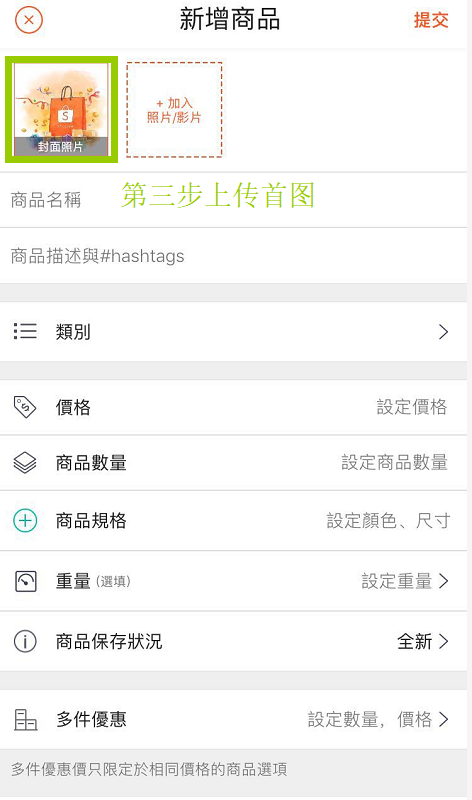 新增商品
提交
S
封面照片
+ 加入
照片/影片
商品名稱
第三步上传首图
商品描述與#hashtags
類別
價格
設定價格
商品數量
設定商品數量
商品規格
設定顏色、尺寸
重量 (選填)
設定重量
商品保存狀況
全新
多件優惠
設定數量，價格
多件優惠價只限定於相同價格的商品選項